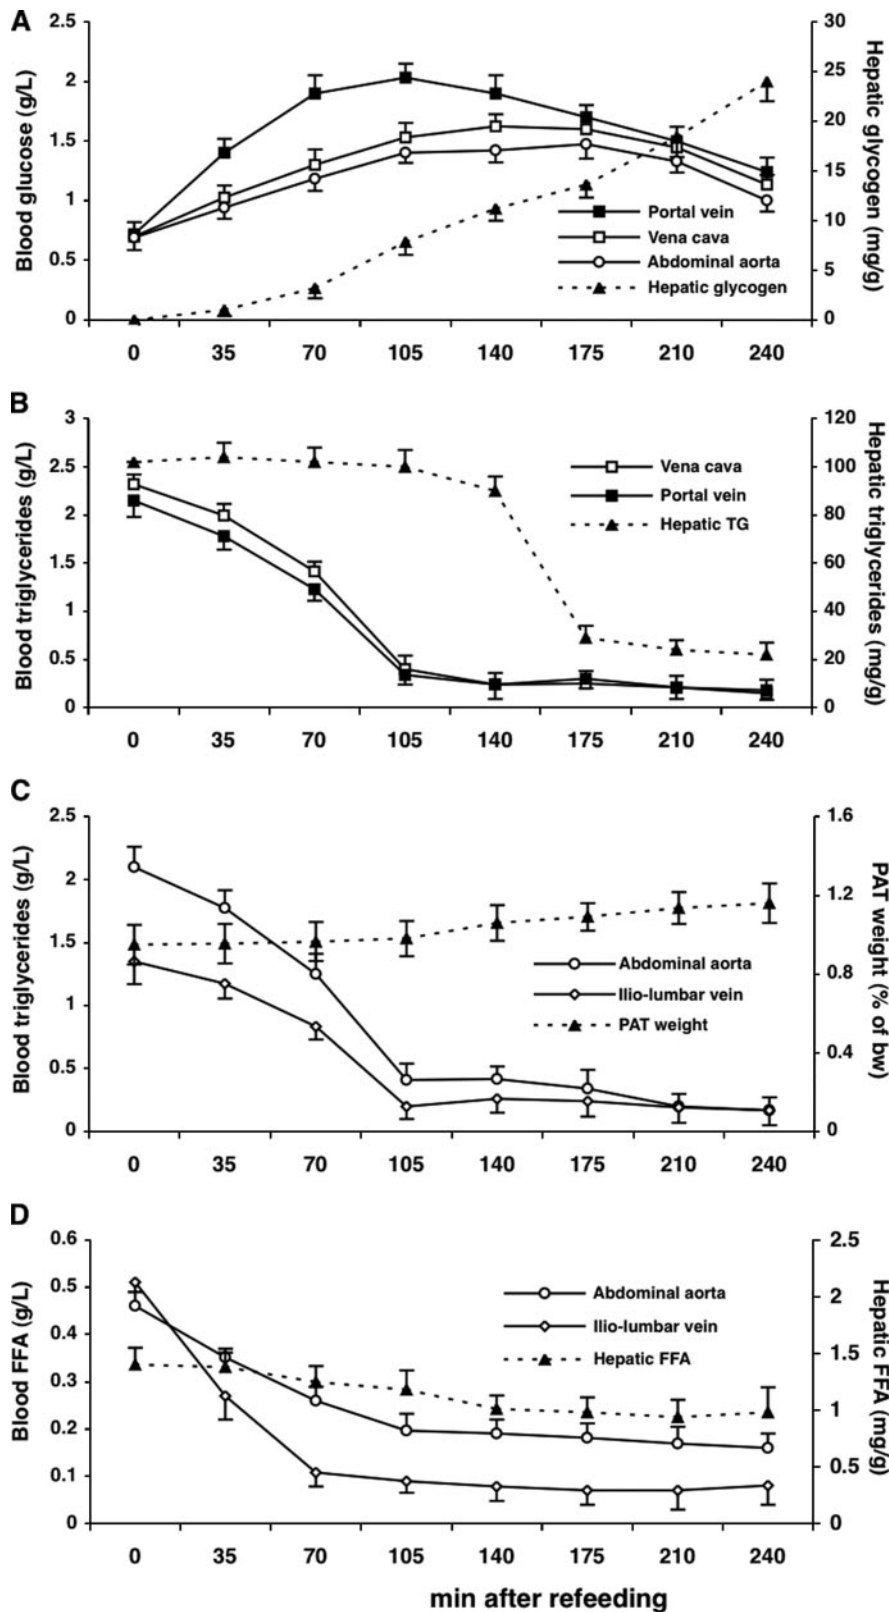 A
Blood glucose (g/L)
2.5
2
1.5
1
0.5
0
30
25
20
15
10
5
0
Hepatic glycogen (mg/g)
Portal vein
Vena cava
Abdominal aorta
Hepatic glycogen
0 35 70 105 140 175 210 240
B
Blood triglycerides (g/L)
3
2.5
2
1.5
1
0.5
0
120
100
80
60
40
20
0
Hepatic triglycerides (mg/g)
Vena cava
Portal vein
Hepatic TG
0 35 70 105 140 175 210 240
C
Blood triglycerides (g/L)
2.5
2
1.5
1
0.5
0
1.6
1.2
0.8
0.4
0
PAT weight (% of bw)
Abdominal aorta
Ilio-lumbar vein
PAT weight
0 35 70 105 140 175 210 240
D
Blood FFA (g/L)
0.6
0.5
0.4
0.3
0.2
0.1
0
2.5
2
1.5
1
0.5
0
Hepatic FFA (mg/g)
Abdominal aorta
Ilio-lumbar vein
Hepatic FFA
0 35 70 105 140 175 210 240
min after refeeding